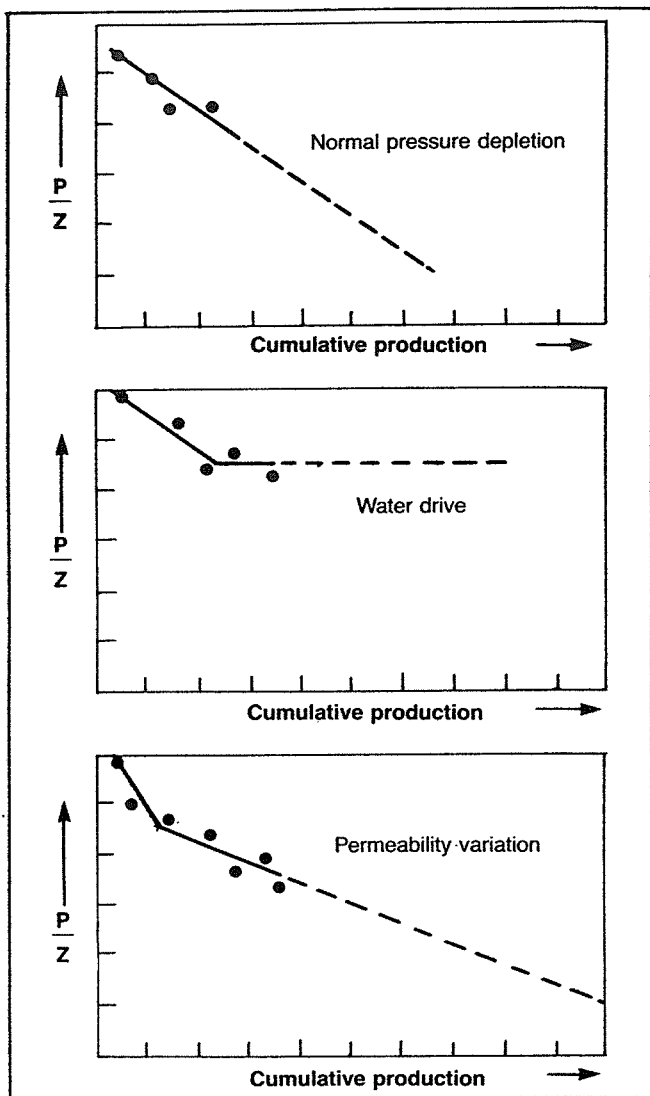 P
Z
Normal pressure depletion
Cumulative production
P
Z
Water drive
Cumulative production
P
Z
Permeability variation
Cumulative production